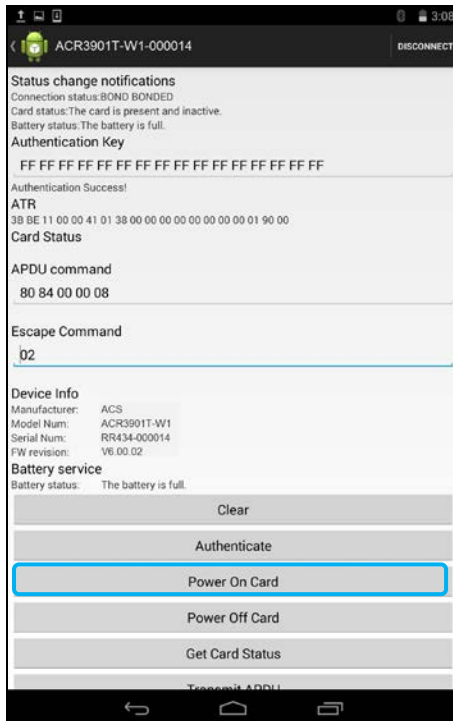 3:08
ACR3901T-W1-000014
DISCONNECT
Status change notifications
Connection status:BOND BONDED
Card status:The card is present and inactive.
Battery status:The battery is full.
Authentication Key
FF FF FF FF FF FF FF FF FF FF FF FF FF FF FF FF
Authentication Success!
ATR
3B BE 11 00 00 41 01 38 00 00 00 00 00 00 00 00 00 01 90 00
Card Status
APDU command
80 84 00 00 08
Escape Command
02
Device Info
Manufacturer: ACS
Model Num: ACR3901T-W1
Serial Num: RR434-000014
FW revision: V6.00.02
Battery service
Battery status: The battery is full.
Clear
Authenticate
Power On Card
Power Off Card
Get Card Status
Transmit APDU